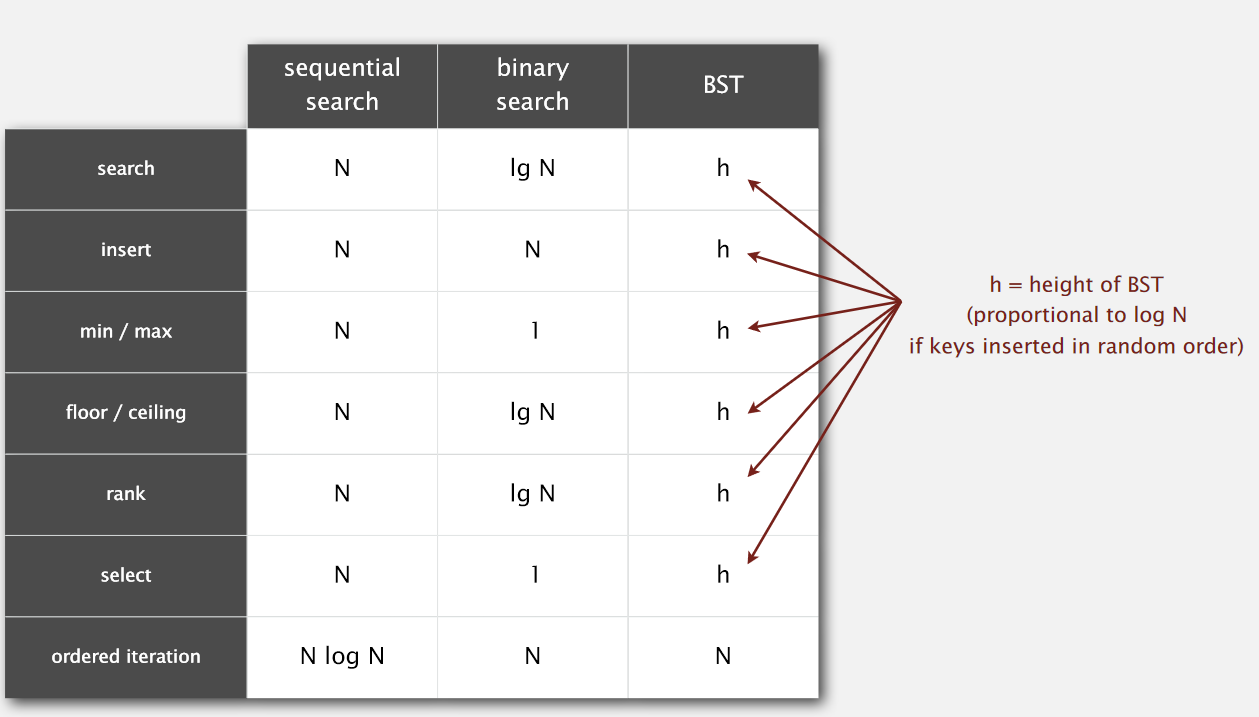 sequential search
binary search
BST
search
N
lg N
h
insert
N
N
h
min / max
N
1
h
floor / ceiling
N
lg N
h
rank
N
lg N
h
select
N
1
h
ordered iteration
N log N
N
N
h = height of BST
(proportional to log N
if keys inserted in random order)